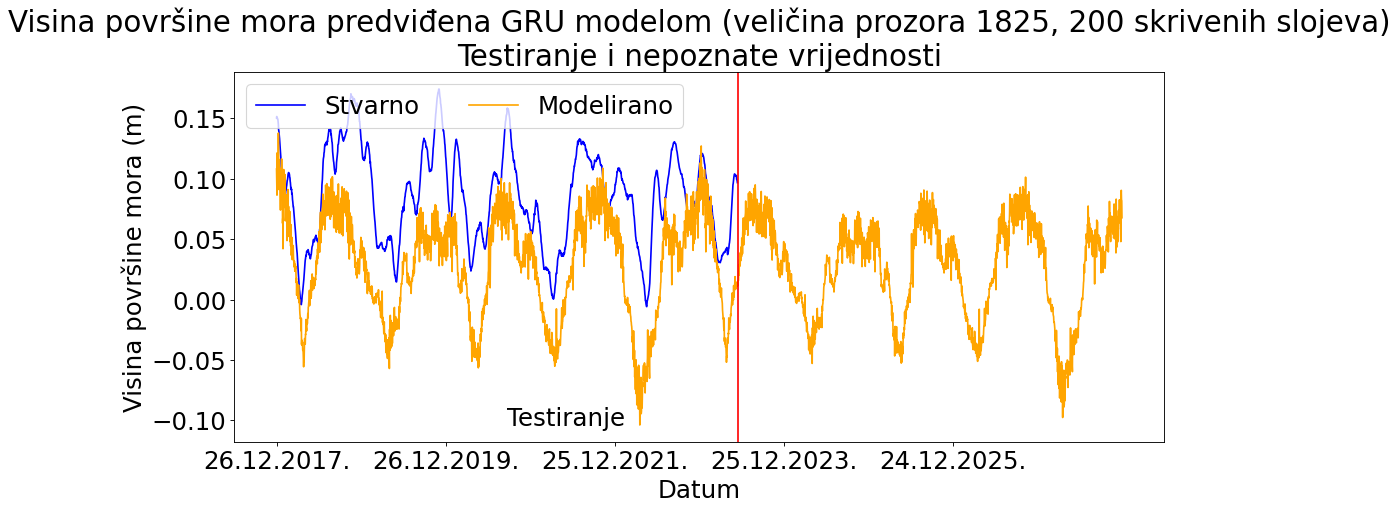 Visina površine mora predviđena GRU modelom (veličina prozora 1825, 200 skrivenih slojeva)
Testiranje i nepoznate vrijednosti
Stvarno Modelirano
Visina površine mora (m)
0.15
0.10
0.05
0.00
−0.05
−0.10
Testiranje
26.12.2017. 26.12.2019. 25.12.2021. 25.12.2023. 24.12.2025.
Datum